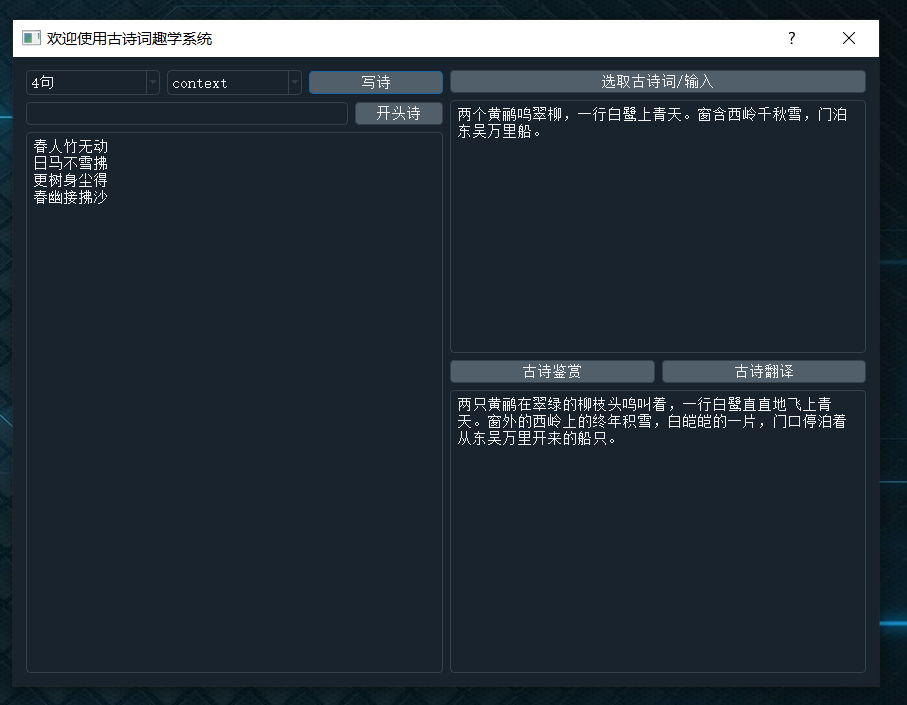 欢迎使用古诗词趣学系统
?
4句
context
写诗
开头诗
春人竹无动
日马不雪拂
更树身尘得
春幽接拂沙
选取古诗词/输入
两个黄鹂鸣翠柳，一行白鹭上青天。窗含西岭千秋雪，门泊
东吴万里船。
古诗鉴赏
古诗翻译
两只黄鹂在翠绿的柳枝头鸣叫着，一行白鹭直直地飞上青
天。窗外的西岭上的终年积雪，白皑皑的一片，门口停泊着
从东吴万里开来的船只。